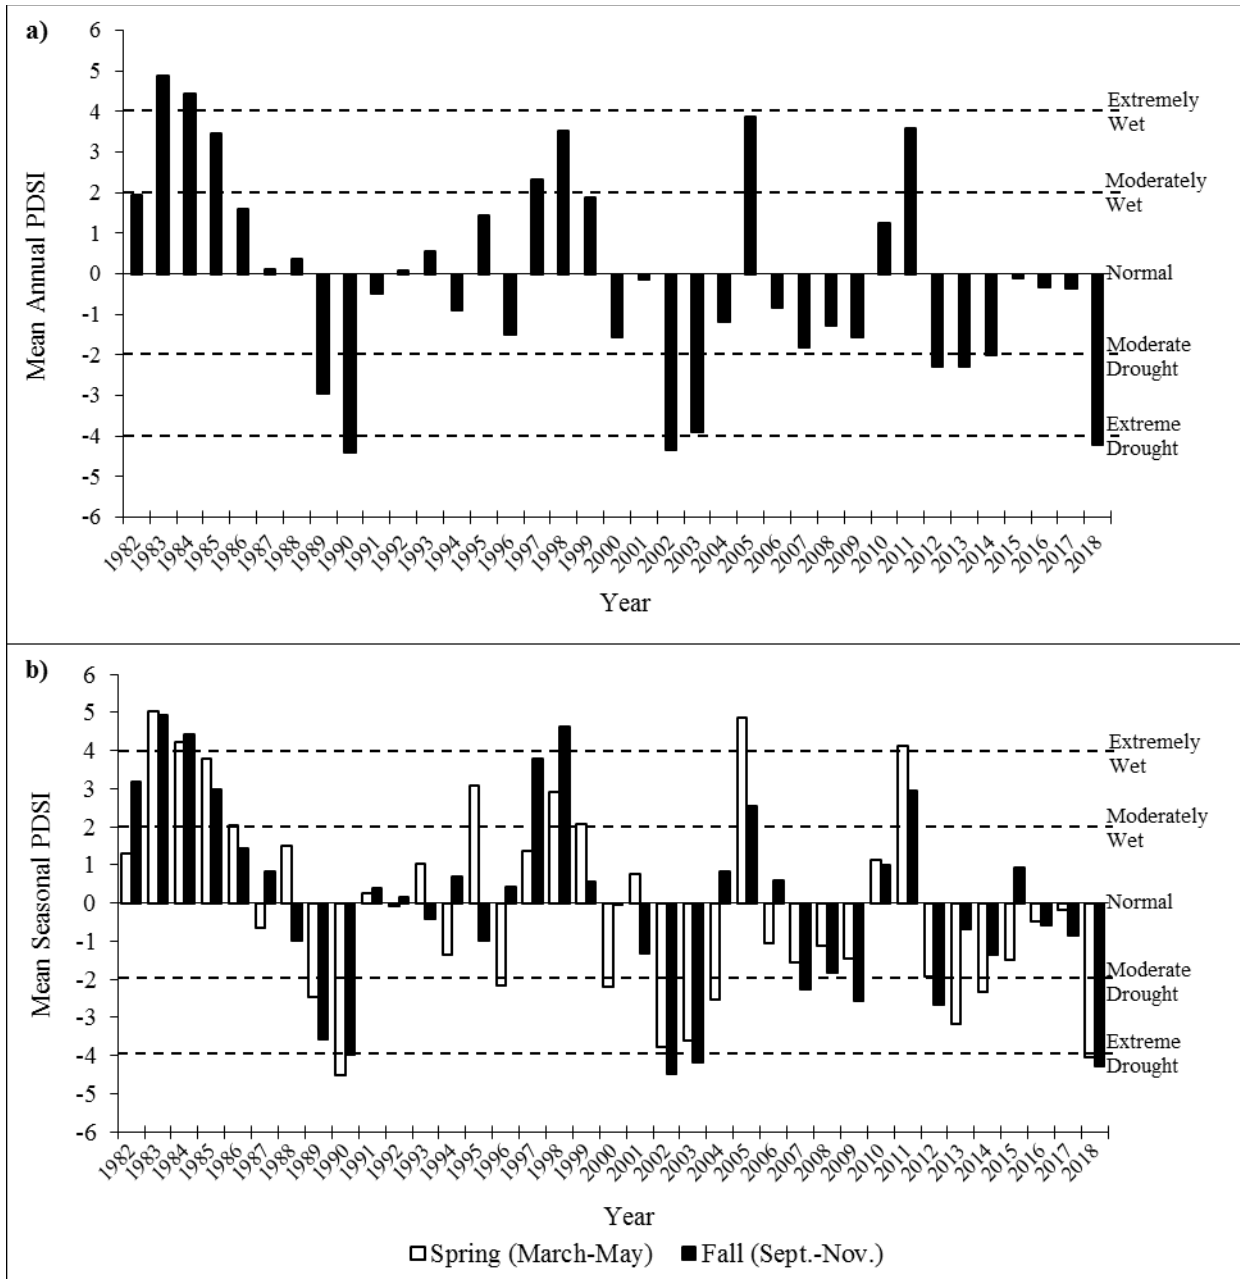 a)
6
5
4
3
2
1
0
-1
-2
-3
-4
-5
-6
Mean Annual PDSI
Extremely
Wet
Moderately
Wet
Normal
Moderate
Drought
Extreme
Drought
1982 1983 1984 1985 1986 1987 1988 1989 1990 1991 1992 1993 1994 1995 1996 1997 1998 1999 2000 2001 2002 2003 2004 2005 2006 2007 2008 2009 2010 2011 2012 2013 2014 2015 2016 2017 2018
Year
b)
6
5
4
3
2
1
0
-1
-2
-3
-4
-5
-6
Mean Seasonal PDSI
Extremely
Wet
Moderately
Wet
Normal
Moderate
Drought
Extreme
Drought
1982 1983 1984 1985 1986 1987 1988 1989 1990 1991 1992 1993 1994 1995 1996 1997 1998 1999 2000 2001 2002 2003 2004 2005 2006 2007 2008 2009 2010 2011 2012 2013 2014 2015 2016 2017 2018
Year
Spring (March-May) Fall (Sept.-Nov.)